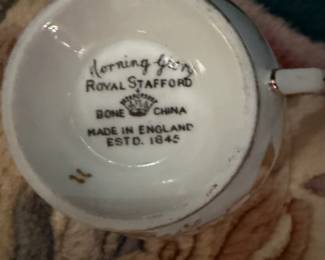 Morning Glory
ROYAL STAFFORD
BONE CHINA
MADE IN ENGLAND
ESTD. 1845